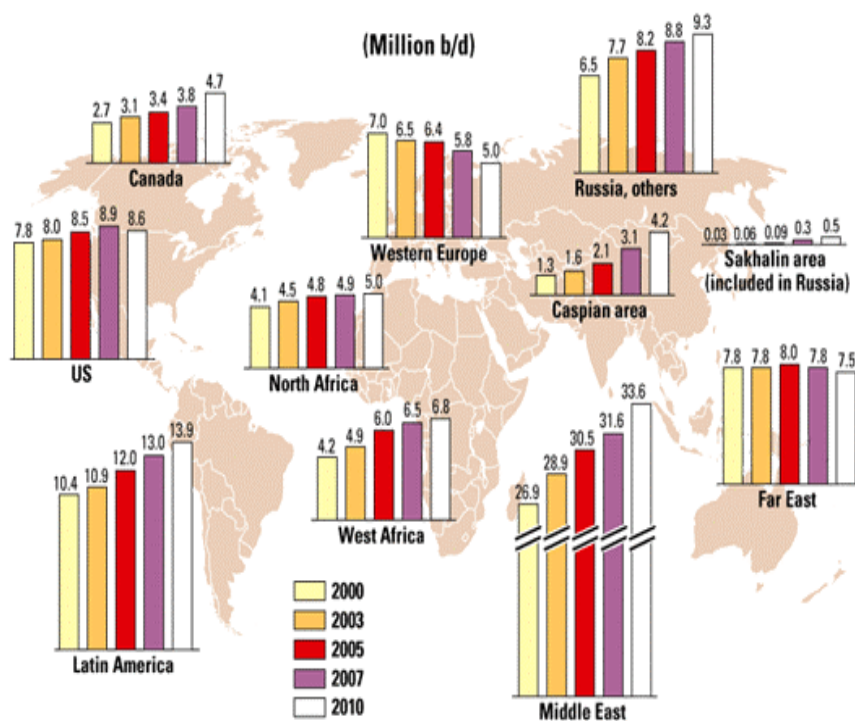 (Million b/d)
2.7 3.1 3.4 3.8 4.7
Canada
7.0 6.5 6.4 5.8 5.0
Western Europe
6.5 7.7 8.2 8.8 9.3
Russia, others
7.8 8.0 8.5 8.9 8.6
US
4.1 4.5 4.8 4.9 5.0
North Africa
1.3 1.6 2.1 3.1 4.2
Caspian area
0.03 0.06 0.09 0.3 0.5
Sakhalin area
(included in Russia)
10.4 10.9 12.0 13.0 13.9
Latin America
4.2 4.9 6.0 6.5 6.8
West Africa
26.9 28.9 30.5 31.6 33.6
Middle East
7.8 7.8 8.0 7.8 7.5
Far East
2000
2003
2005
2007
2010